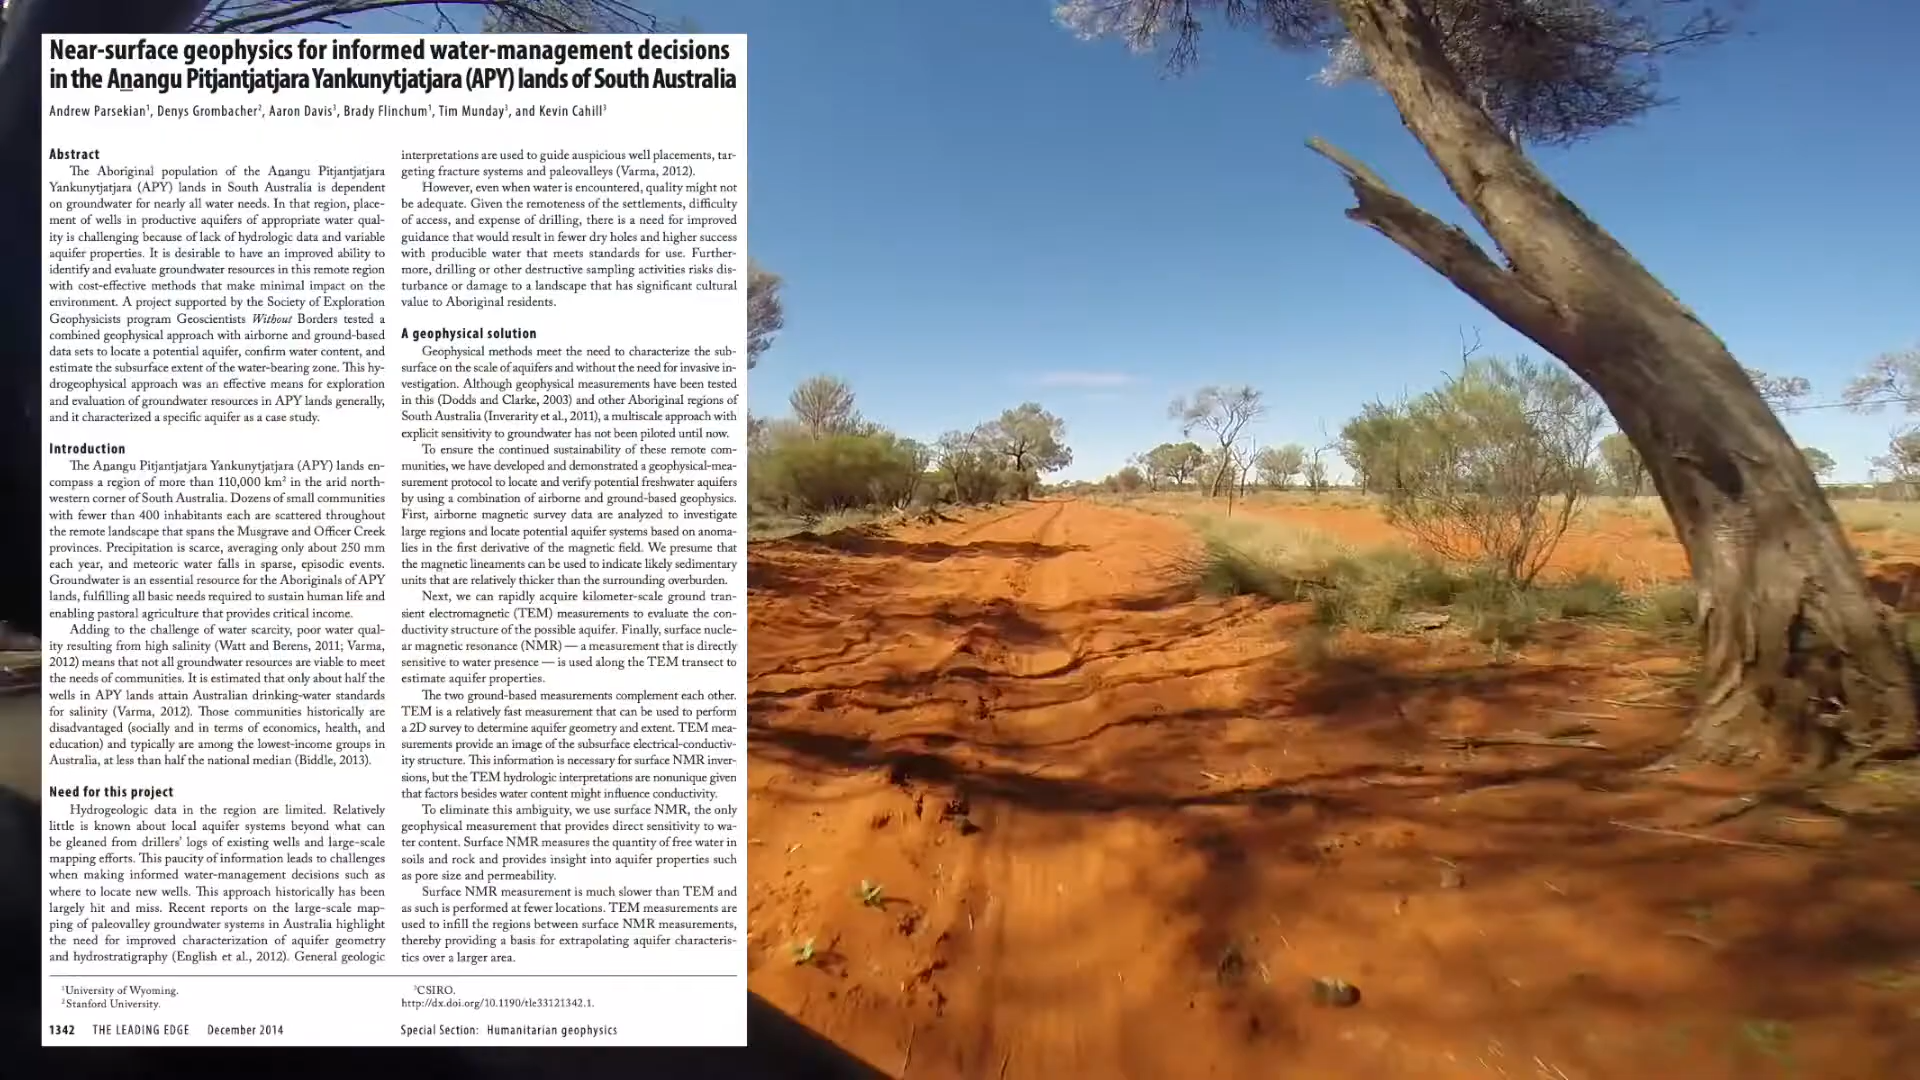 Near-surface geophysics for informed water-management decisions
in the Anangu Pitjantjatjara Yankunytjatjara (APY) lands of South Australia
Andrew Parsekian¹, Denys Grombacher², Aaron Davis³, Brady Flinchum¹, Tim Munday³, and Kevin Cahill³
Abstract
The Aboriginal population of the Anangu Pitjantjatjara
Yankunytjatjara (APY) lands in South Australia is dependent
on groundwater for nearly all water needs. In that region, place-
ment of wells in productive aquifers of appropriate water qual-
ity is challenging because of lack of hydrologic data and variable
aquifer properties. It is desirable to have an improved ability to
identify and evaluate groundwater resources in this remote region
with cost-effective methods that make minimal impact on the
environment. A project supported by the Society of Exploration
Geophysicists program Geoscientists Without Borders tested a
combined geophysical approach with airborne and ground-based
data sets to locate a potential aquifer, confirm water content, and
estimate the subsurface extent of the water-bearing zone. This hy-
drogeophysical approach was an effective means for exploration
and evaluation of groundwater resources in APY lands generally,
and it characterized a specific aquifer as a case study.
Introduction
The Anangu Pitjantjatjara Yankunytjatjara (APY) lands en-
compass a region of more than 110,000 km² in the arid north-
western corner of South Australia. Dozens of small communities
with fewer than 400 inhabitants each are scattered throughout
the remote landscape that spans the Musgrave and Officer Creek
provinces. Precipitation is scarce, averaging only about 250 mm
each year, and meteoric water falls in sparse, episodic events.
Groundwater is an essential resource for the Aboriginals of APY
lands, fulfilling all basic needs required to sustain human life and
enabling pastoral agriculture that provides critical income.
Adding to the challenge of water scarcity, poor water qual-
ity resulting from high salinity (Watt and Berens, 2011; Varma,
2012) means that not all groundwater resources are viable to meet
the needs of communities. It is estimated that only about half the
wells in APY lands attain Australian drinking-water standards
for salinity (Varma, 2012). Those communities historically are
disadvantaged (socially and in terms of economics, health, and
education) and typically are among the lowest-income groups in
Australia, at less than half the national median (Biddle, 2013).
Need for this project
Hydrogeologic data in the region are limited. Relatively
little is known about local aquifer systems beyond what can
be gleaned from drillers' logs of existing wells and large-scale
mapping efforts. This paucity of information leads to challenges
when making informed water-management decisions such as
where to locate new wells. This approach historically has been
largely hit and miss. Recent reports on the large-scale map-
ping of paleovalley groundwater systems in Australia highlight
the need for improved characterization of aquifer geometry
and hydrostratigraphy (English et al., 2012). General geologic
interpretations are used to guide auspicious well placements, tar-
geting fracture systems and paleovalleys (Varma, 2012).
However, even when water is encountered, quality might not
be adequate. Given the remoteness of the settlements, difficulty
of access, and expense of drilling, there is a need for improved
guidance that would result in fewer dry holes and higher success
with producible water that meets standards for use. Further-
more, drilling or other destructive sampling activities risks dis-
turbance or damage to a landscape that has significant cultural
value to Aboriginal residents.
A geophysical solution
Geophysical methods meet the need to characterize the sub-
surface on the scale of aquifers and without the need for invasive in-
vestigation. Although geophysical measurements have been tested
in this (Dodds and Clarke, 2003) and other Aboriginal regions of
South Australia (Inverarity et al., 2011), a multiscale approach with
explicit sensitivity to groundwater has not been piloted until now.
To ensure the continued sustainability of these remote com-
munities, we have developed and demonstrated a geophysical-mea-
surement protocol to locate and verify potential freshwater aquifers
by using a combination of airborne and ground-based geophysics.
First, airborne magnetic survey data are analyzed to investigate
large regions and locate potential aquifer systems based on anoma-
lies in the first derivative of the magnetic field. We presume that
the magnetic lineaments can be used to indicate likely sedimentary
units that are relatively thicker than the surrounding overburden.
Next, we can rapidly acquire kilometer-scale ground tran-
sient electromagnetic (TEM) measurements to evaluate the con-
ductivity structure of the possible aquifer. Finally, surface nucle-
ar magnetic resonance (NMR) — a measurement that is directly
sensitive to water presence — is used along the TEM transect to
estimate aquifer properties.
The two ground-based measurements complement each other.
TEM is a relatively fast measurement that can be used to perform
a 2D survey to determine aquifer geometry and extent. TEM mea-
surements provide an image of the subsurface electrical-conductiv-
ity structure. This information is necessary for surface NMR inver-
sions, but the TEM hydrologic interpretations are nonunique given
that factors besides water content might influence conductivity.
To eliminate this ambiguity, we use surface NMR, the only
geophysical measurement that provides direct sensitivity to wa-
ter content. Surface NMR measures the quantity of free water in
soils and rock and provides insight into aquifer properties such
as pore size and permeability.
Surface NMR measurement is much slower than TEM and
as such is performed at fewer locations. TEM measurements are
used to infill the regions between surface NMR measurements,
thereby providing a basis for extrapolating aquifer characteris-
tics over a larger area.
¹University of Wyoming.
²Stanford University.
³CSIRO.
http://dx.doi.org/10.1190/tle33121342.1.
1342 THE LEADING EDGE December 2014
Special Section: Humanitarian geophysics